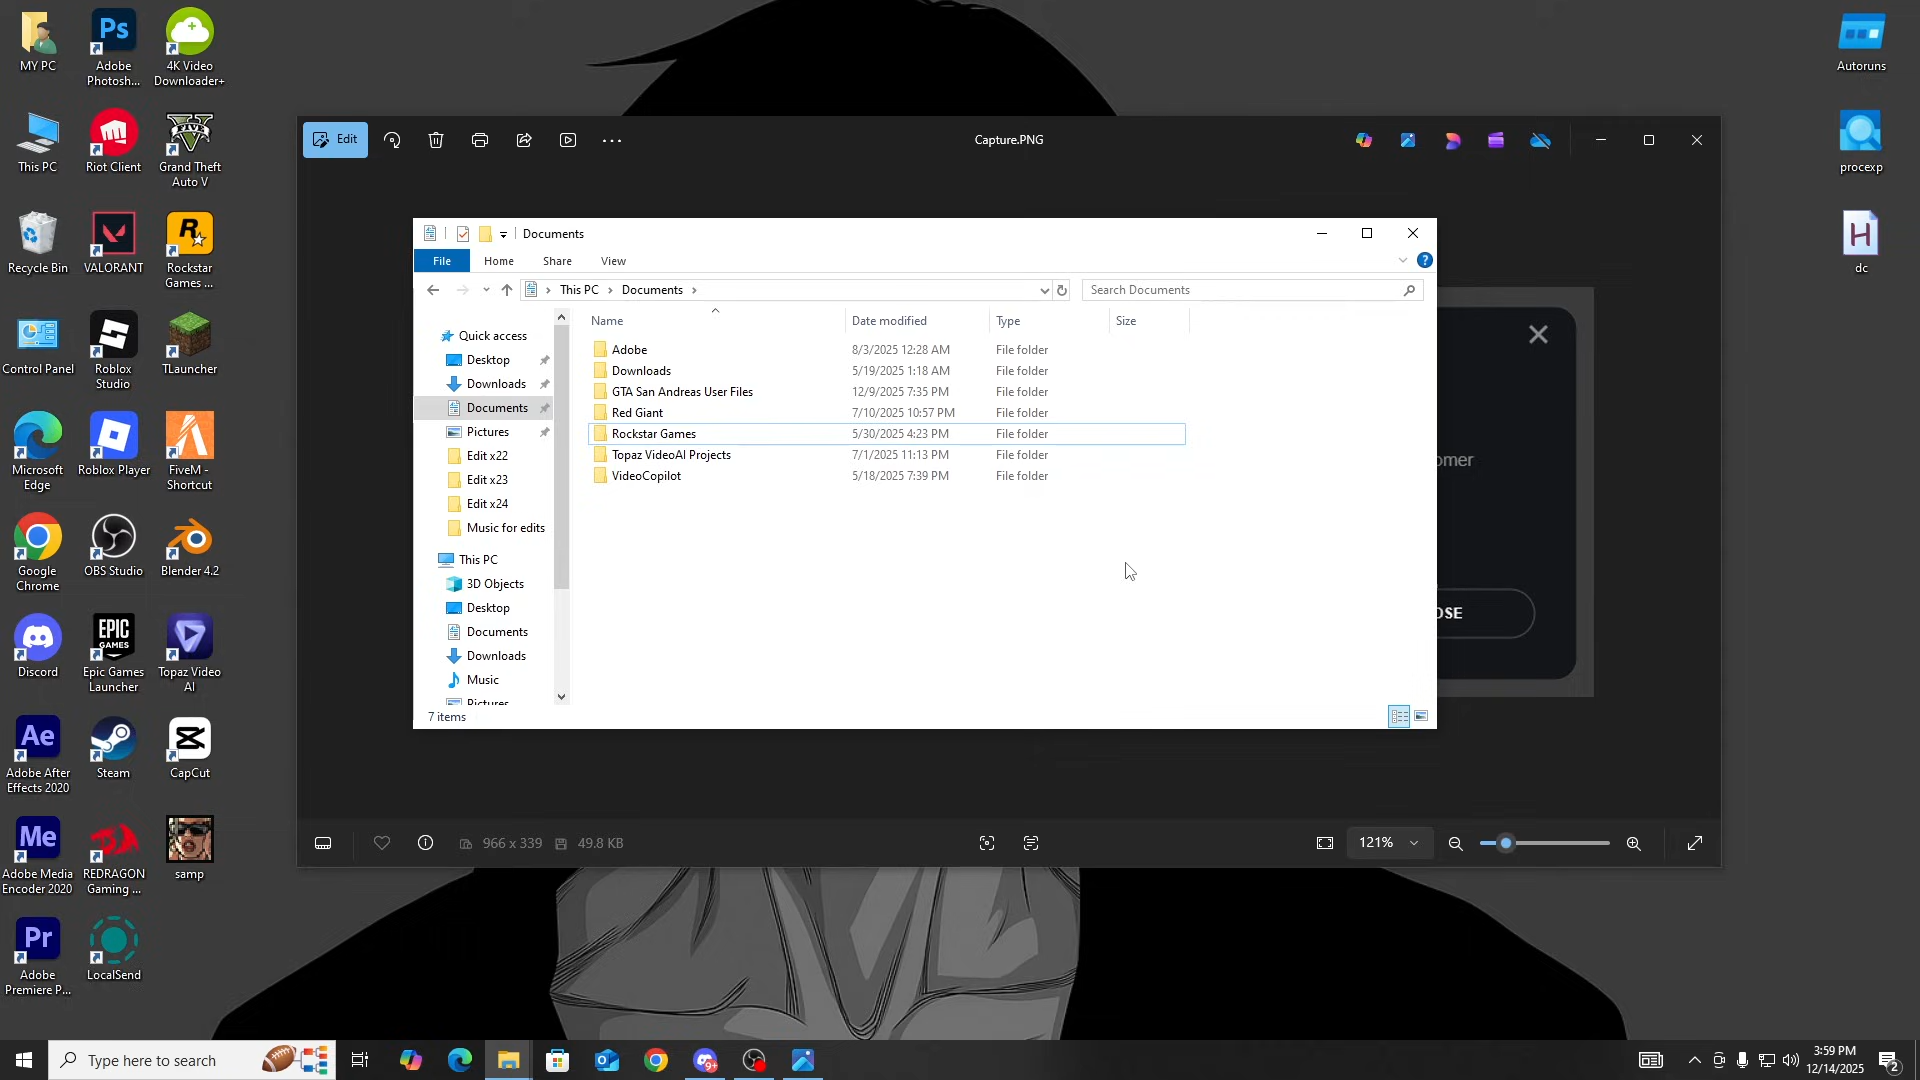 MY PC
Adobe
Photosh...
4K Video
Downloader+
This PC
Riot Client
Grand Theft
Auto V
Recycle Bin
VALORANT
Rockstar
Games ...
Control Panel
Roblox
Studio
TLauncher
Microsoft
Edge
Roblox Player
FiveM -
Shortcut
Google
Chrome
OBS Studio
Blender 4.2
Discord
Epic Games
Launcher
Topaz Video
AI
Adobe After
Effects 2020
Steam
CapCut
Adobe Media
Encoder 2020
REDRAGON
Gaming ...
samp
Adobe
Premiere P...
LocalSend
Autoruns
procexp
dc
Edit
Capture.PNG
Documents
File
Home
Share
View
This PC
Documents
Search Documents
Name
Date modified
Type
Size
Quick access
Desktop
Downloads
Documents
Pictures
Edit x22
Edit x23
Edit x24
Music for edits
This PC
3D Objects
Desktop
Documents
Downloads
Music
Pictures
Adobe 8/3/2025 12:28 AM File folder
Downloads 5/19/2025 1:18 AM File folder
GTA San Andreas User Files 12/9/2025 7:35 PM File folder
Red Giant 7/10/2025 10:57 PM File folder
Rockstar Games 5/30/2025 4:23 PM File folder
Topaz VideoAI Projects 7/1/2025 11:13 PM File folder
VideoCopilot 5/18/2025 7:39 PM File folder
7 items
omer
OSE
966 x 339
49.8 KB
121%
Type here to search
3:59 PM
12/14/2025
2